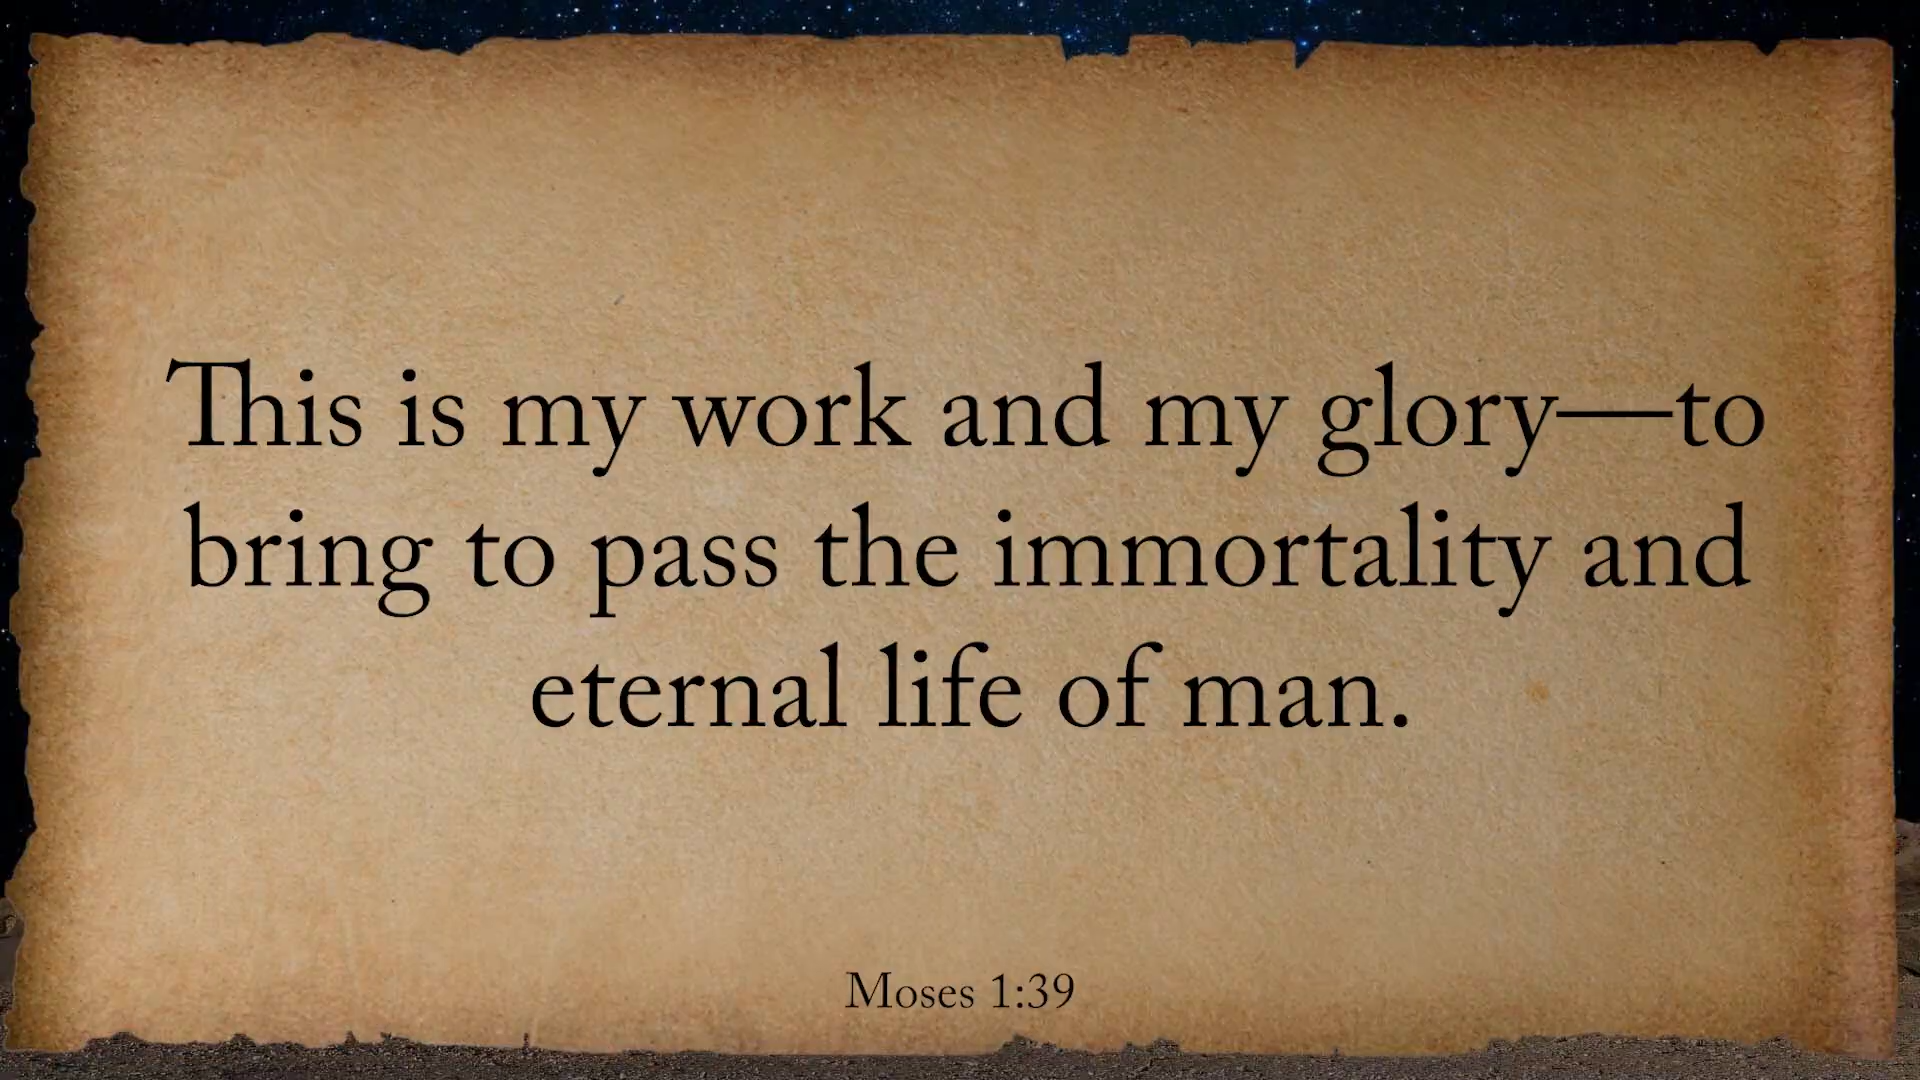 This is my work and my glory—to
bring to pass the immortality and
eternal life of man.
Moses 1:39